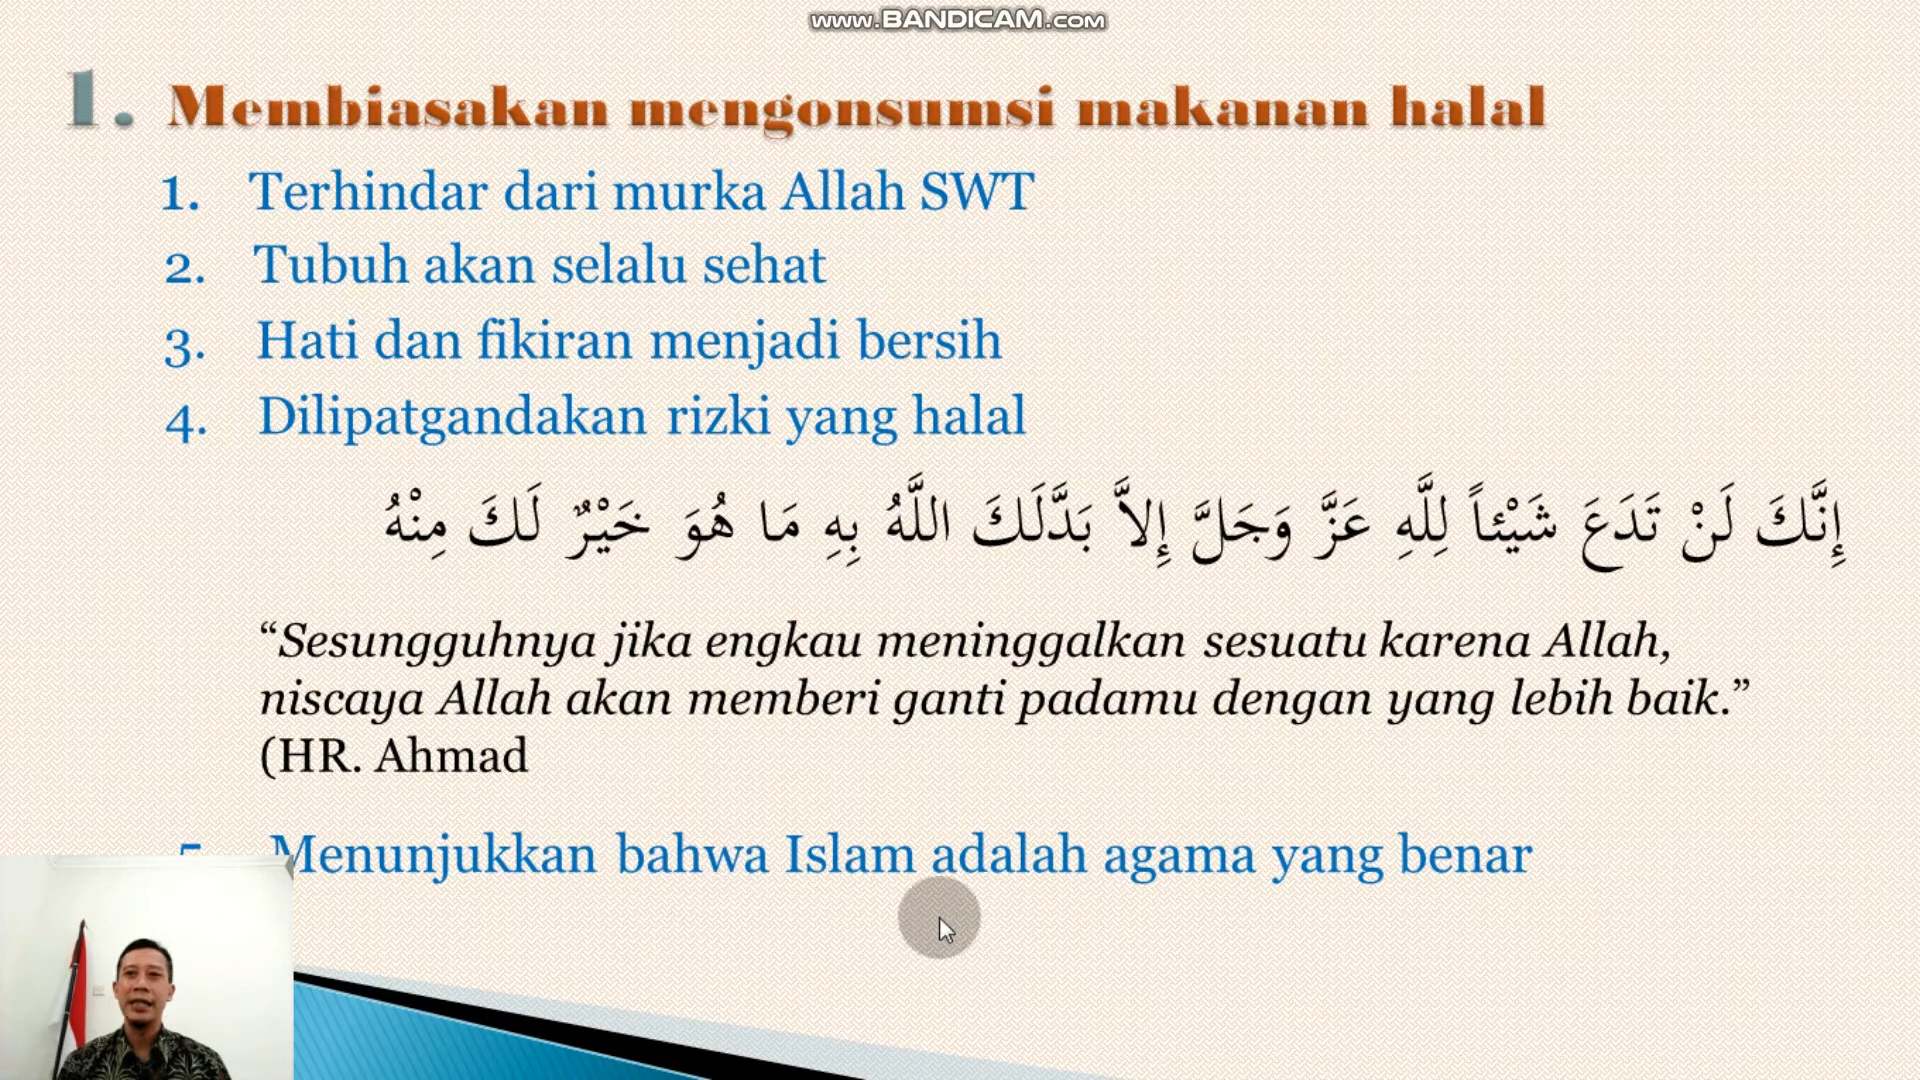 www.BANDICAM.com
1. Membiasakan mengonsumsi makanan halal
1. Terhindar dari murka Allah SWT
2. Tubuh akan selalu sehat
3. Hati dan fikiran menjadi bersih
4. Dilipatgandakan rizki yang halal
إِنَّكَ لَنْ تَدَعَ شَيْئاً لِلَّهِ عَزَّ وَجَلَّ إِلاَّ بَدَّلَكَ اللَّهُ بِهِ مَا هُوَ خَيْرٌ لَكَ مِنْهُ
“Sesungguhnya jika engkau meninggalkan sesuatu karena Allah,
niscaya Allah akan memberi ganti padamu dengan yang lebih baik.”
(HR. Ahmad
5. Menunjukkan bahwa Islam adalah agama yang benar